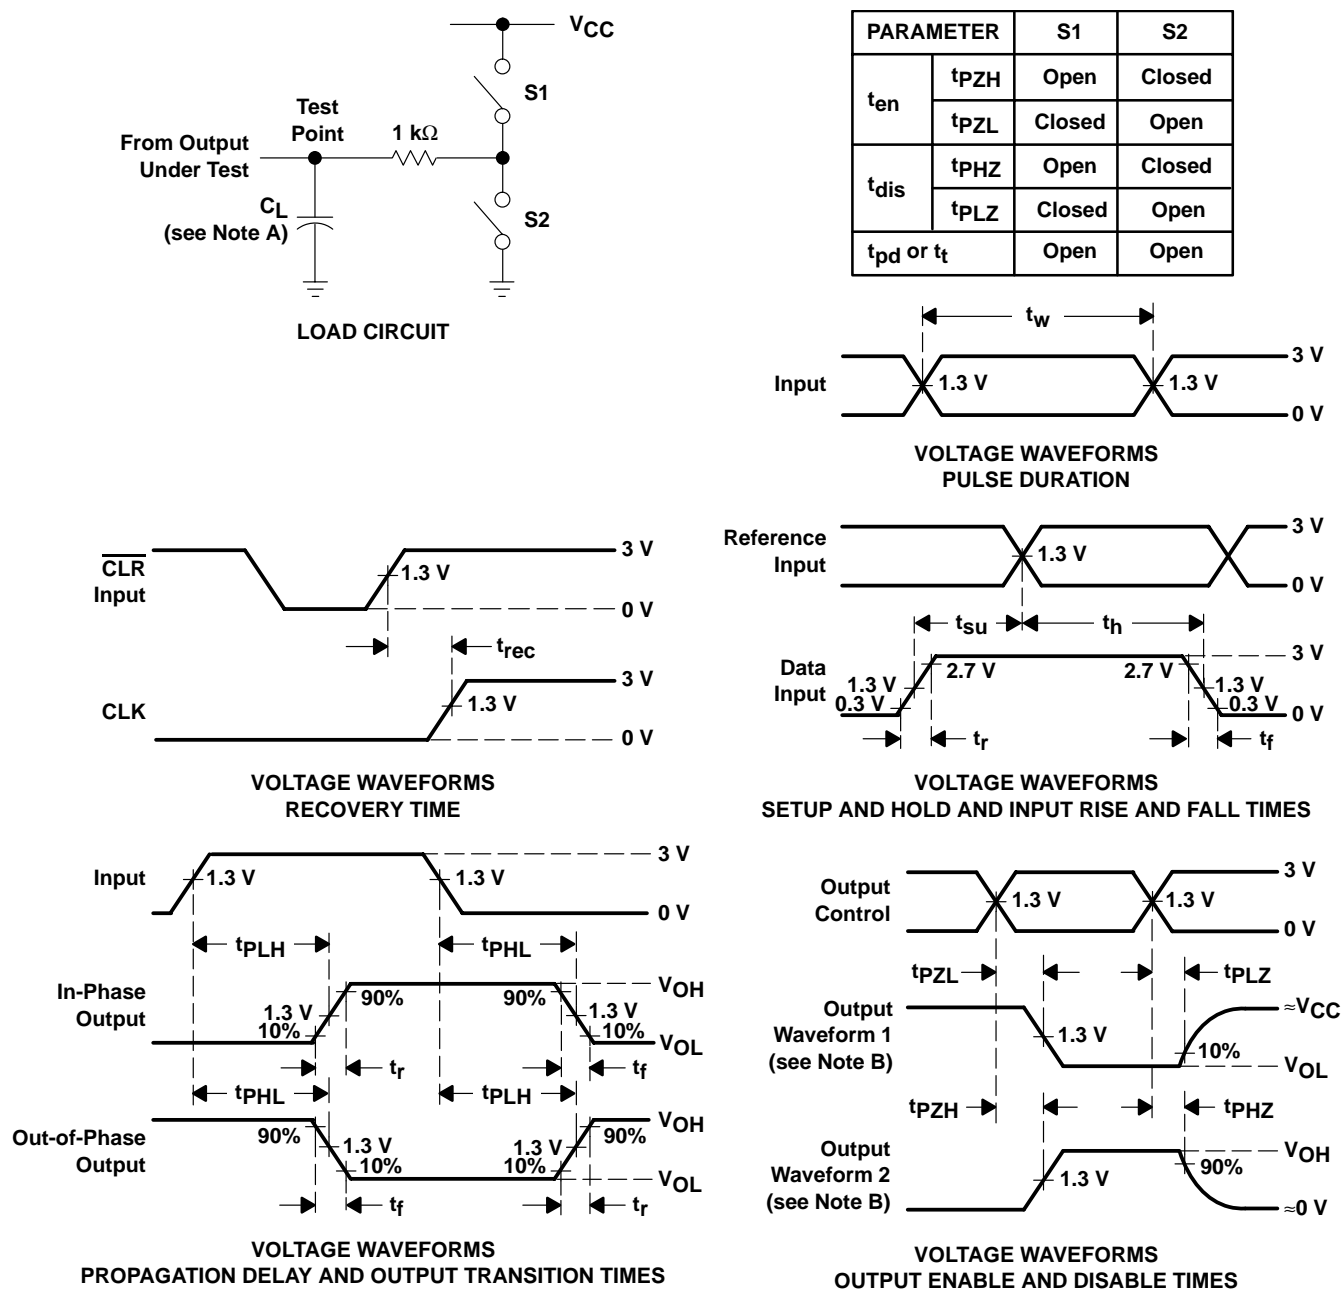 VCC
S1
Test
Point
1 kΩ
From Output
Under Test
CL
(see Note A)
S2
LOAD CIRCUIT
PARAMETER S1 S2
ten tPZH Open Closed
tPZL Closed Open
tdis tPHZ Open Closed
tPLZ Closed Open
tpd or tt Open Open
tw
Input 1.3 V 1.3 V 3 V
0 V
VOLTAGE WAVEFORMS
PULSE DURATION
CLR
Input
1.3 V
3 V
0 V
trec
CLK
1.3 V
3 V
0 V
VOLTAGE WAVEFORMS
RECOVERY TIME
Reference
Input
1.3 V
3 V
0 V
tsu th
Data
Input
2.7 V 2.7 V
3 V
1.3 V 1.3 V
0.3 V 0.3 V
0 V
tr tf
VOLTAGE WAVEFORMS
SETUP AND HOLD AND INPUT RISE AND FALL TIMES
Input 1.3 V 1.3 V
3 V
0 V
tPLH tPHL
In-Phase
Output
90% 90%
VOH
1.3 V 1.3 V
10% 10%
VOL
tr tf
tPHL tPLH
Out-of-Phase
Output
90% 90%
VOH
1.3 V 1.3 V
10% 10%
VOL
tf tr
VOLTAGE WAVEFORMS
PROPAGATION DELAY AND OUTPUT TRANSITION TIMES
Output
Control
1.3 V 1.3 V
3 V
0 V
tPZL tPLZ
Output
Waveform 1
(see Note B)
1.3 V
≈VCC
10%
VOL
tPZH tPHZ
Output
Waveform 2
(see Note B)
1.3 V
VOH
90%
≈0 V
VOLTAGE WAVEFORMS
OUTPUT ENABLE AND DISABLE TIMES